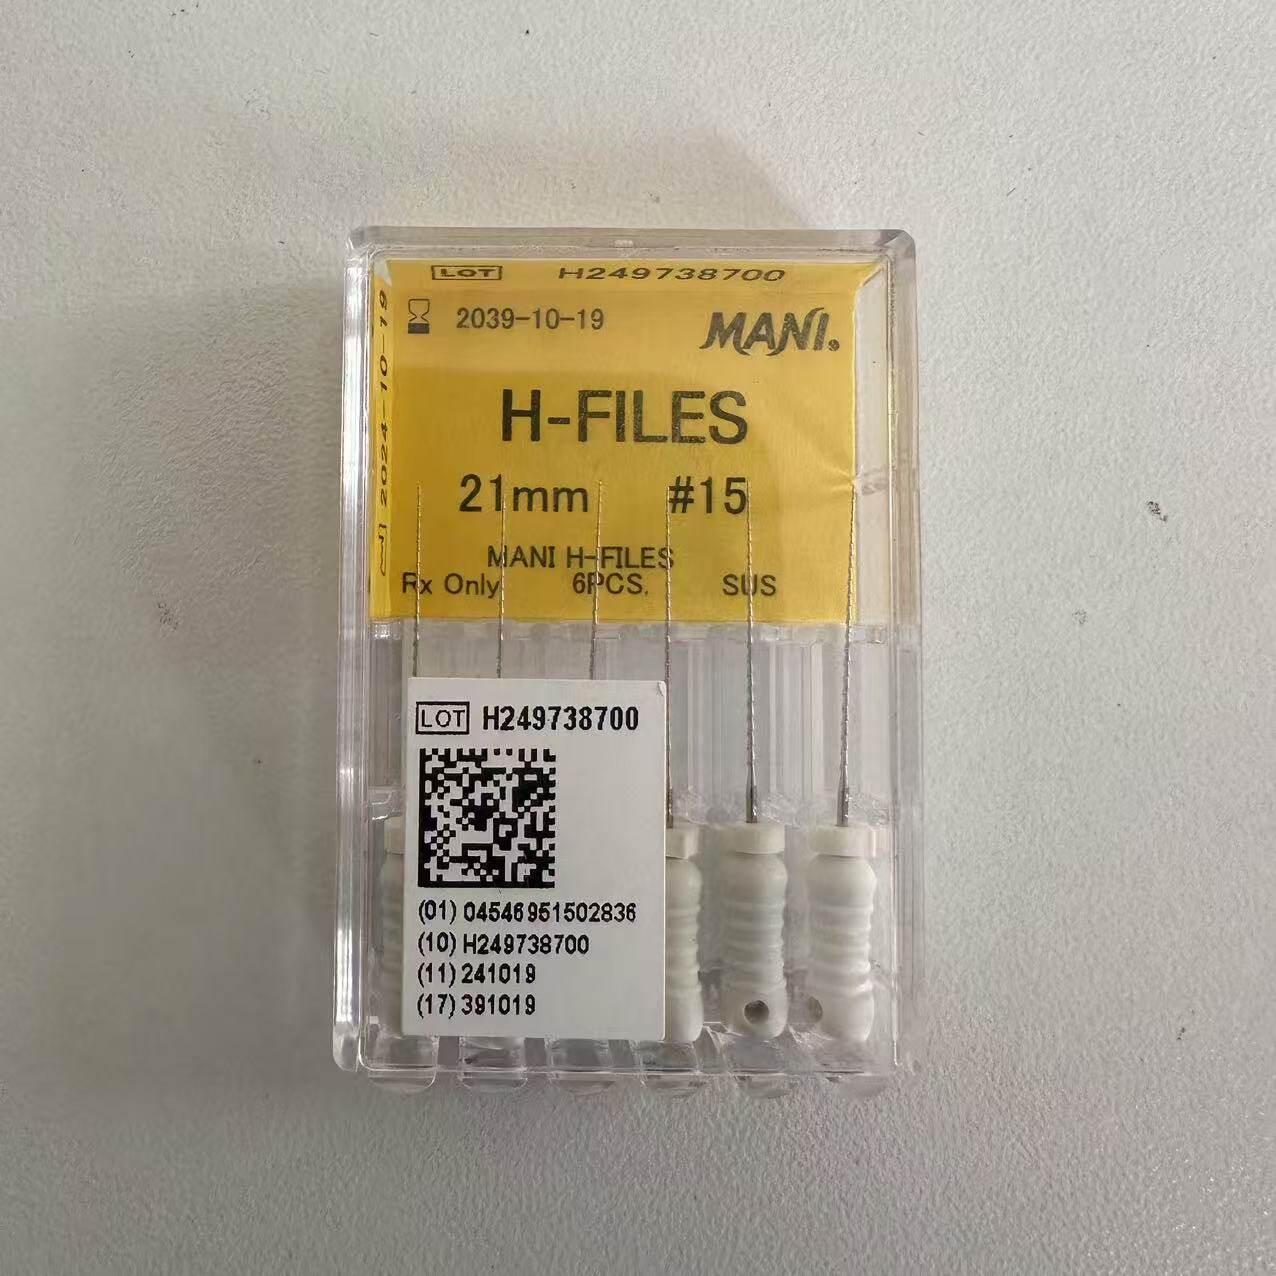 LOT H249738700
2039-10-19 MANI.
2024-10-19
H-FILES
21mm #15
MANI H-FILES
Rx Only 6PCS. SUS
LOT H249738700
(01) 04546951502836
(10) H249738700
(11) 241019
(17) 391019